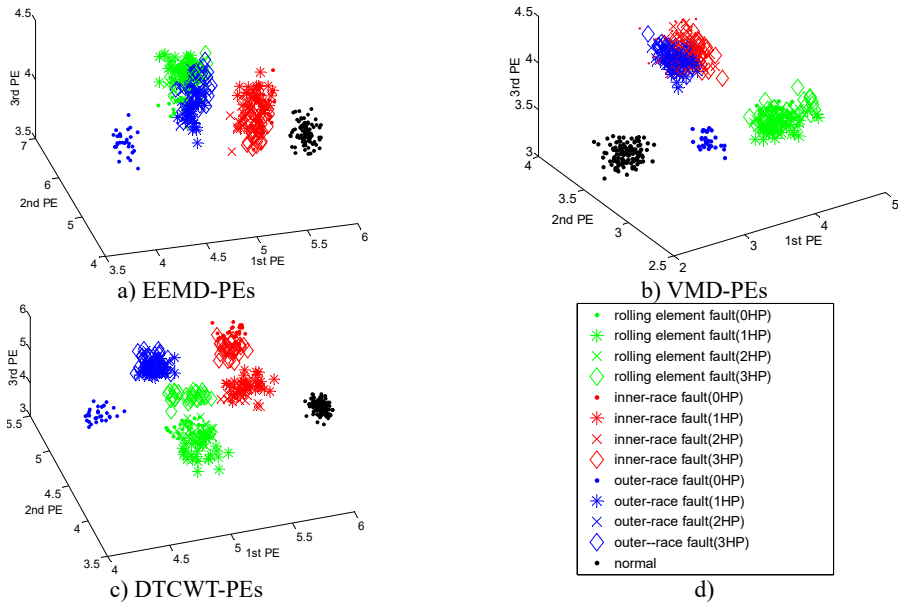 4.5
4
3.5
3rd PE
7
6
5
4
2nd PE
3.5
4
4.5
5
5.5
6
1st PE
a) EEMD-PEs
4.5
4
3.5
3
3rd PE
4
3.5
3
2.5
2nd PE
2
3
4
5
1st PE
b) VMD-PEs
6
5
4
3
3rd PE
5.5
5
4.5
4
3.5
2nd PE
4
4.5
5
5.5
6
1st PE
c) DTCWT-PEs
rolling element fault(0HP)
rolling element fault(1HP)
rolling element fault(2HP)
rolling element fault(3HP)
inner-race fault(0HP)
inner-race fault(1HP)
inner-race fault(2HP)
inner-race fault(3HP)
outer-race fault(0HP)
outer-race fault(1HP)
outer-race fault(2HP)
outer--race fault(3HP)
normal
d)